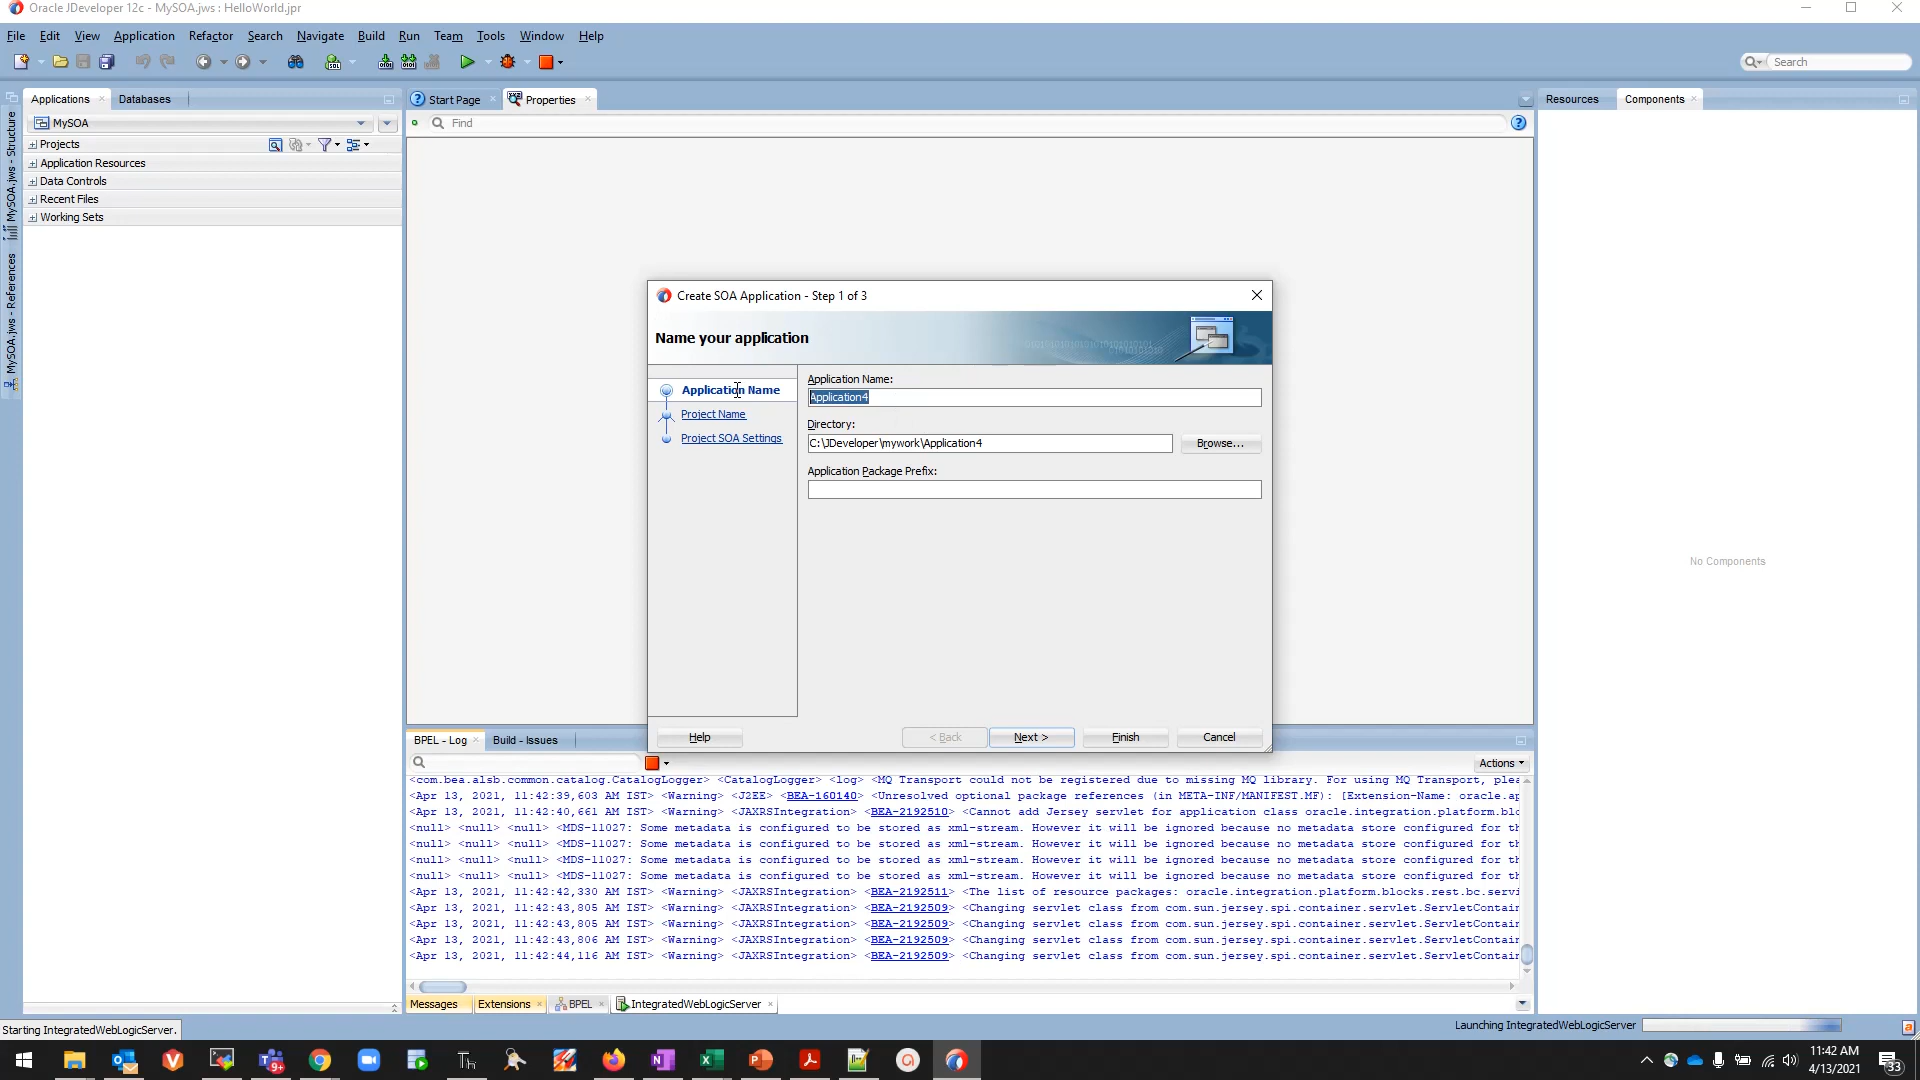 Oracle JDeveloper 12c - MySOA.jws : HelloWorld.jpr
File Edit View Application Refactor Search Navigate Build Run Team Tools Window Help
Search
Applications Databases
Start Page Properties
Resources Components
MySOA
Find
Projects
Application Resources
Data Controls
Recent Files
Working Sets
MySOA.jws - Structure
MySOA.jws - References
Create SOA Application - Step 1 of 3
Name your application
Application Name
Project Name
Project SOA Settings
Application Name:
Application4
Directory:
C:\JDeveloper\mywork\Application4
Browse...
Application Package Prefix:
Help
< Back
Next >
Finish
Cancel
No Components
BPEL - Log Build - Issues
Actions
<com.bea.alsb.common.catalog.CatalogLogger> <CatalogLogger> <log> <MQ Transport could not be registered due to missing MQ library. For using MQ Transport, plea
<Apr 13, 2021, 11:42:39,603 AM IST> <Warning> <J2EE> <BEA-160140> <Unresolved optional package references (in META-INF/MANIFEST.MF): [Extension-Name: oracle.ap
<Apr 13, 2021, 11:42:40,661 AM IST> <Warning> <JAXRSIntegration> <BEA-2192510> <Cannot add Jersey servlet for application class oracle.integration.platform.blo
<null> <null> <null> <MDS-11027: Some metadata is configured to be stored as xml-stream. However it will be ignored because no metadata store configured for th
<null> <null> <null> <MDS-11027: Some metadata is configured to be stored as xml-stream. However it will be ignored because no metadata store configured for th
<null> <null> <null> <MDS-11027: Some metadata is configured to be stored as xml-stream. However it will be ignored because no metadata store configured for th
<null> <null> <null> <MDS-11027: Some metadata is configured to be stored as xml-stream. However it will be ignored because no metadata store configured for th
<Apr 13, 2021, 11:42:42,330 AM IST> <Warning> <JAXRSIntegration> <BEA-2192511> <The list of resource packages: oracle.integration.platform.blocks.rest.bc.servi
<Apr 13, 2021, 11:42:43,805 AM IST> <Warning> <JAXRSIntegration> <BEA-2192509> <Changing servlet class from com.sun.jersey.spi.container.servlet.ServletContain
<Apr 13, 2021, 11:42:43,805 AM IST> <Warning> <JAXRSIntegration> <BEA-2192509> <Changing servlet class from com.sun.jersey.spi.container.servlet.ServletContain
<Apr 13, 2021, 11:42:43,806 AM IST> <Warning> <JAXRSIntegration> <BEA-2192509> <Changing servlet class from com.sun.jersey.spi.container.servlet.ServletContain
<Apr 13, 2021, 11:42:44,116 AM IST> <Warning> <JAXRSIntegration> <BEA-2192509> <Changing servlet class from com.sun.jersey.spi.container.servlet.ServletContain
Messages Extensions BPEL IntegratedWebLogicServer
Starting IntegratedWebLogicServer.
Launching IntegratedWebLogicServer
11:42 AM
4/13/2021
33